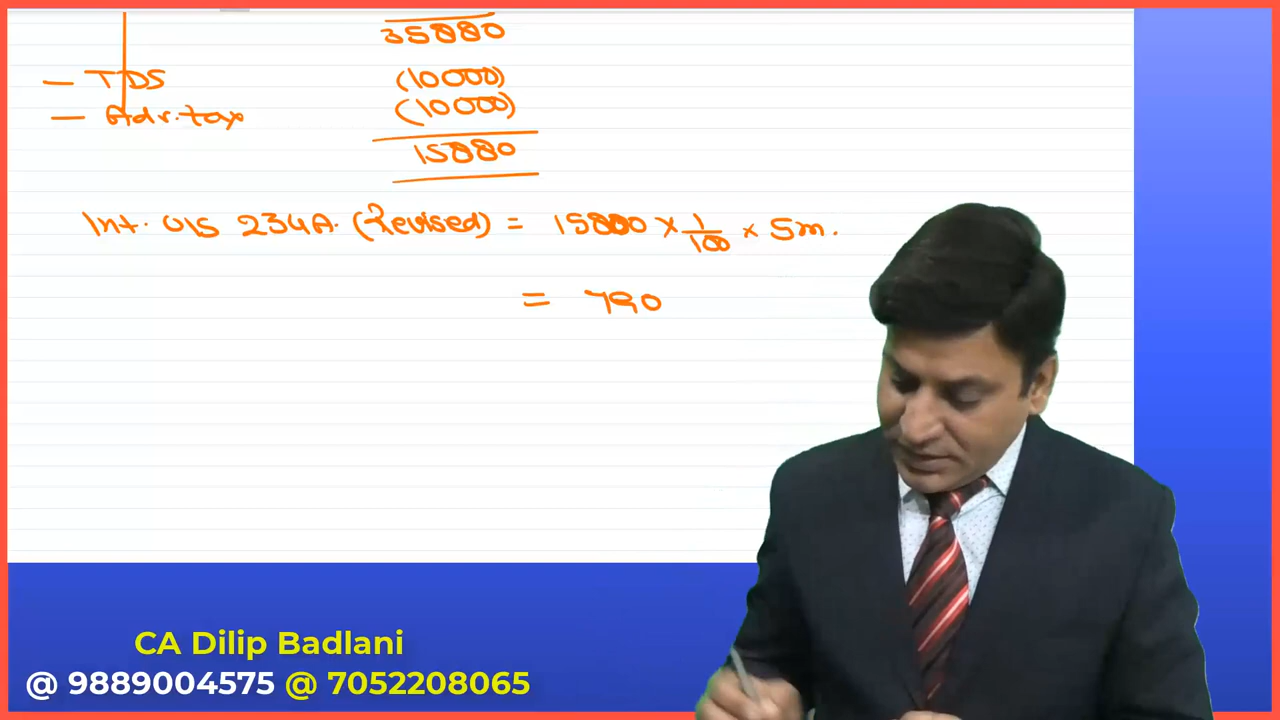 35880
— TDS (10000)
— Adv. tax (10000)
15880
Int. U/S 234A. (Revised) = 15800 × 1/100 × 5m.
= 790
CA Dilip Badlani
@ 9889004575 @ 7052208065